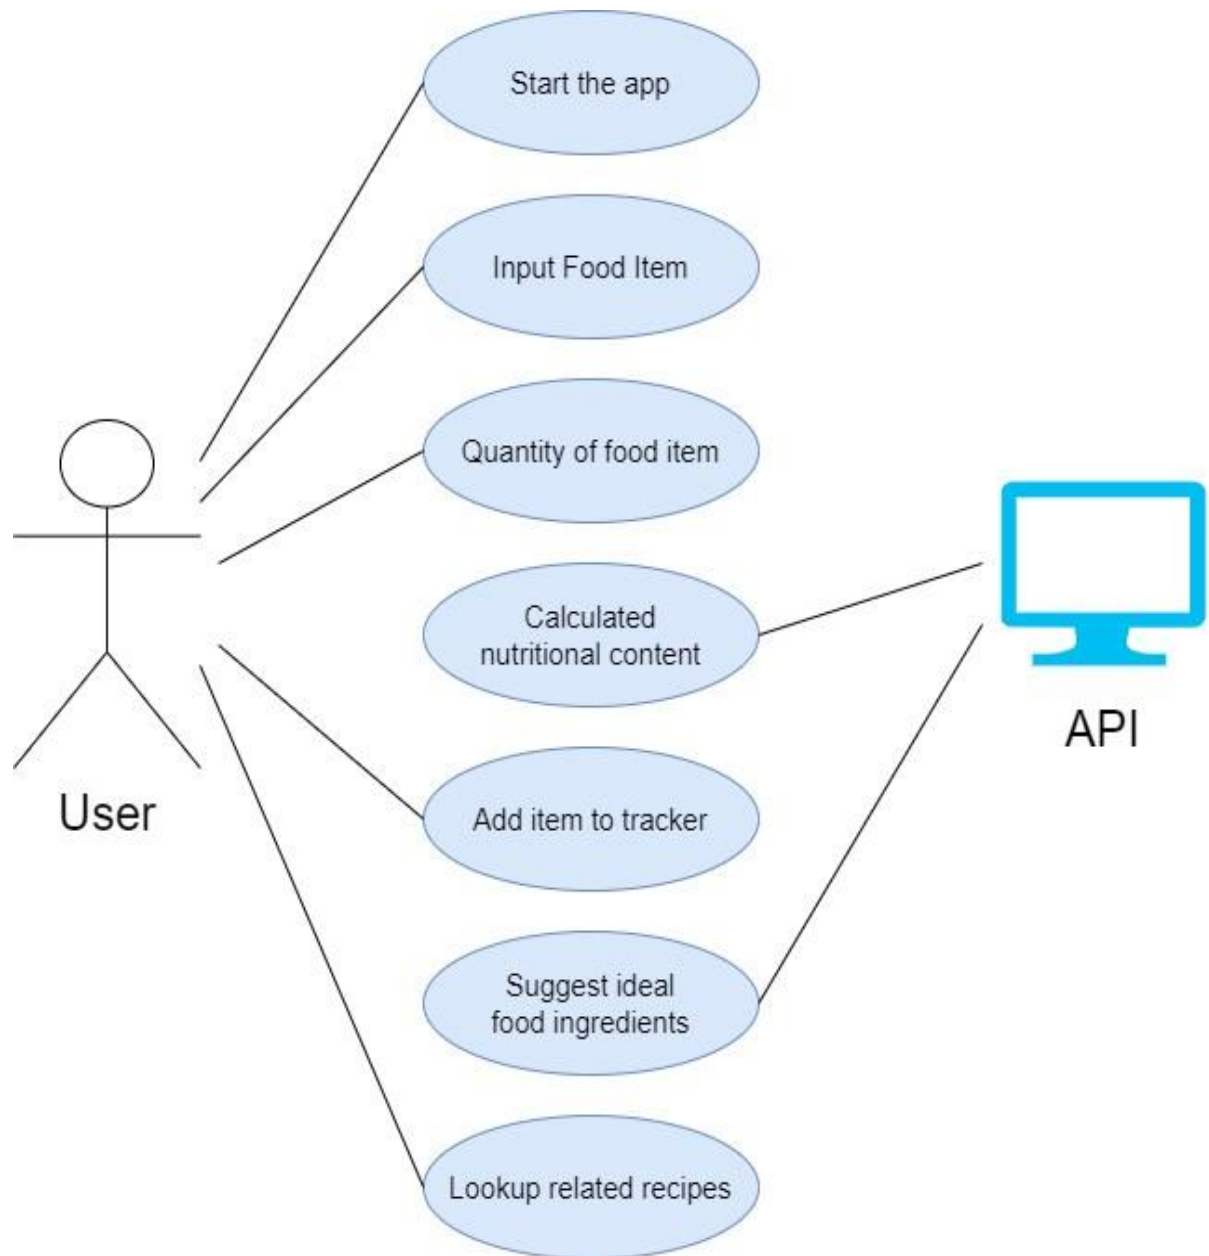 Start the app
Input Food Item
Quantity of food item
Calculated
nutritional content
API
Add item to tracker
User
Suggest ideal
food ingredients
Lookup related recipes